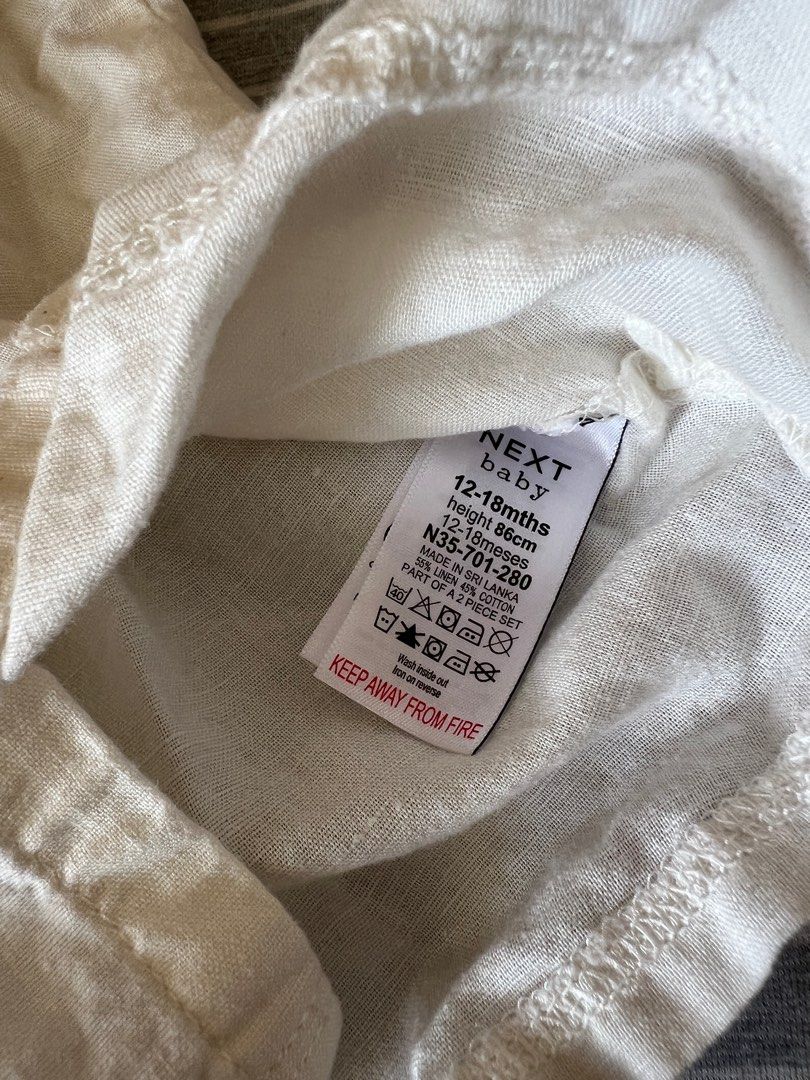 NEXT
baby
12-18mths
height 86cm
12-18meses
N35-701-280
MADE IN SRI LANKA
55% LINEN 45% COTTON
PART OF A 2 PIECE SET
40
Wash inside out
Iron on reverse
KEEP AWAY FROM FIRE